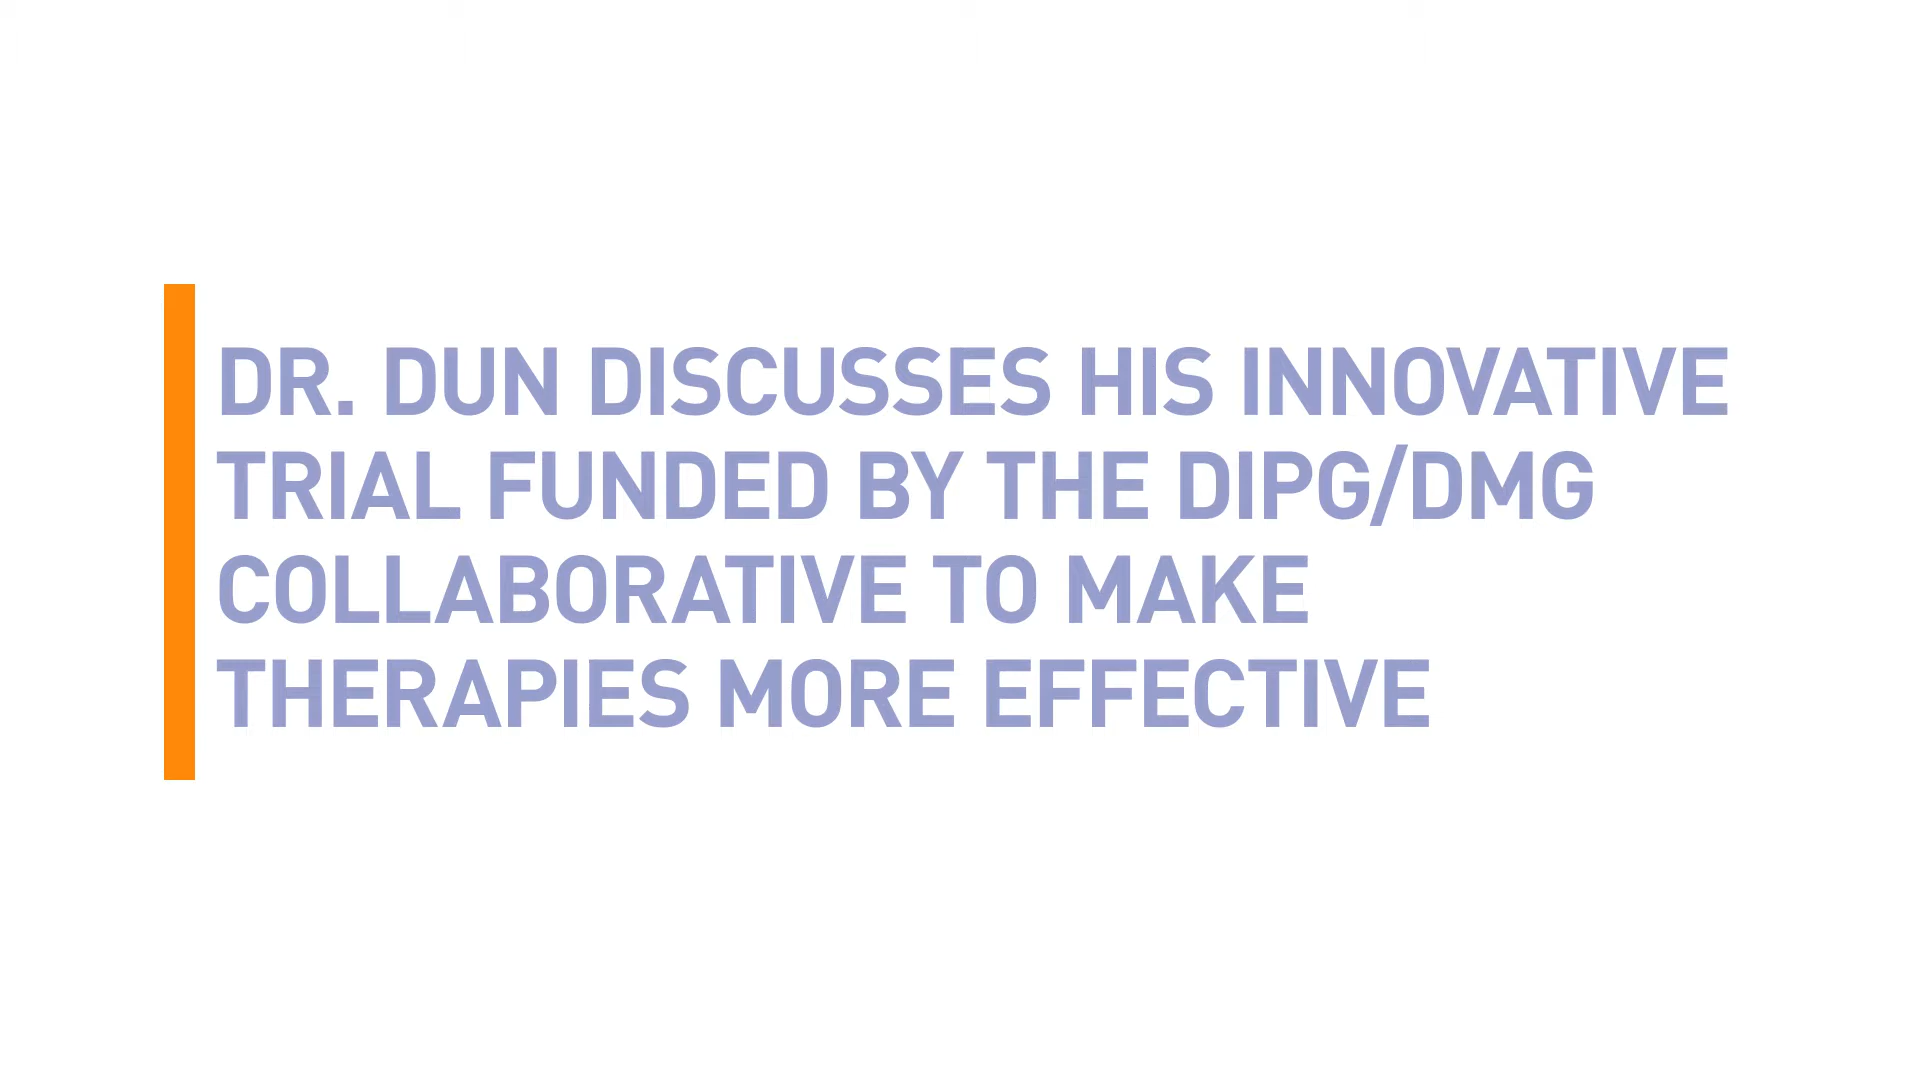 DR. DUN DISCUSSES HIS INNOVATIVE
TRIAL FUNDED BY THE DIPG/DMG
COLLABORATIVE TO MAKE
THERAPIES MORE EFFECTIVE